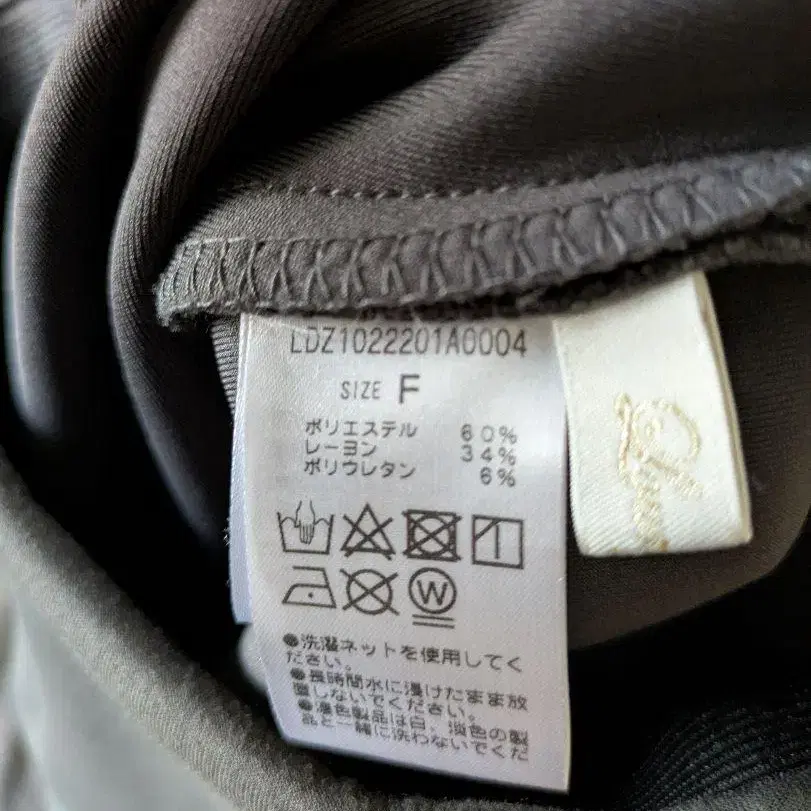 LDZ1022201A0004
SIZE F
ポリエステル 60%
レーヨン 34%
ポリウレタン 6%
W
●洗濯ネットを使用してく
ださい。
●長時間水に浸けたまま放
置しないでください。
●濃色製品は白、淡色の製
品と一緒に洗わないでくだ